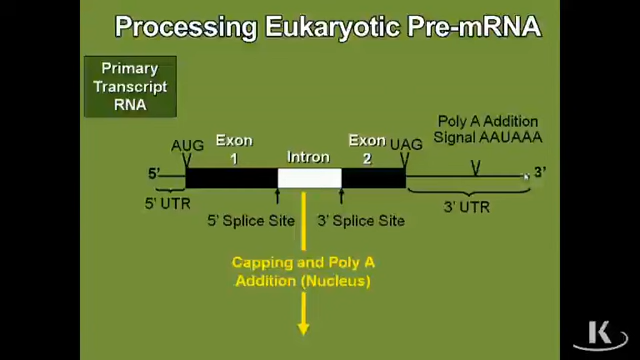 Processing Eukaryotic Pre-mRNA
Primary
Transcript
RNA
Poly A Addition
Signal AAUAAA
AUG
Exon
1
Intron
Exon
2
UAG
5'
3'
5' UTR
5' Splice Site
3' Splice Site
3' UTR
Capping and Poly A
Addition (Nucleus)
K